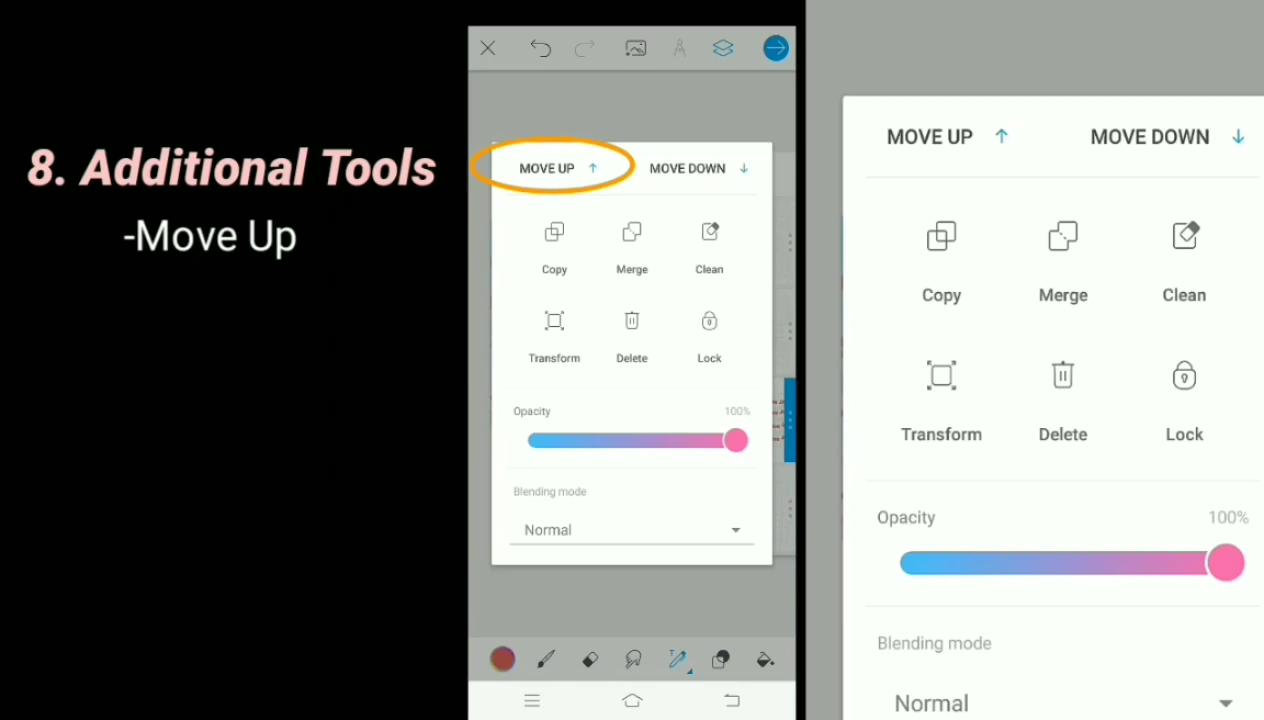 8. Additional Tools
-Move Up
MOVE UP ↑ MOVE DOWN ↓
Copy Merge Clean
Transform Delete Lock
Opacity 100%
Blending mode
Normal
MOVE UP ↑ MOVE DOWN ↓
Copy Merge Clean
Transform Delete Lock
Opacity 100%
Blending mode
Normal